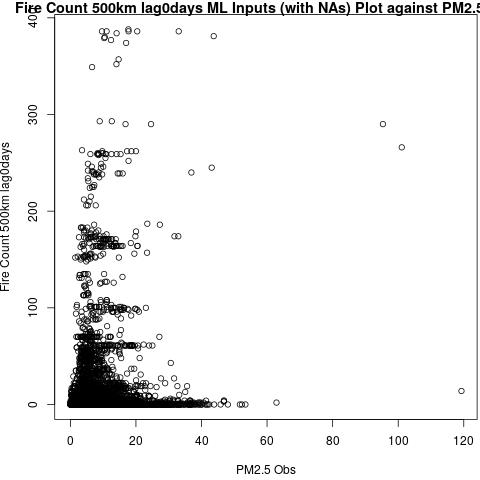 Fire Count 500km lag0days ML Inputs (with NAs) Plot against PM2.5
400
300
200
100
0
Fire Count 500km lag0days
0 20 40 60 80 100 120
PM2.5 Obs